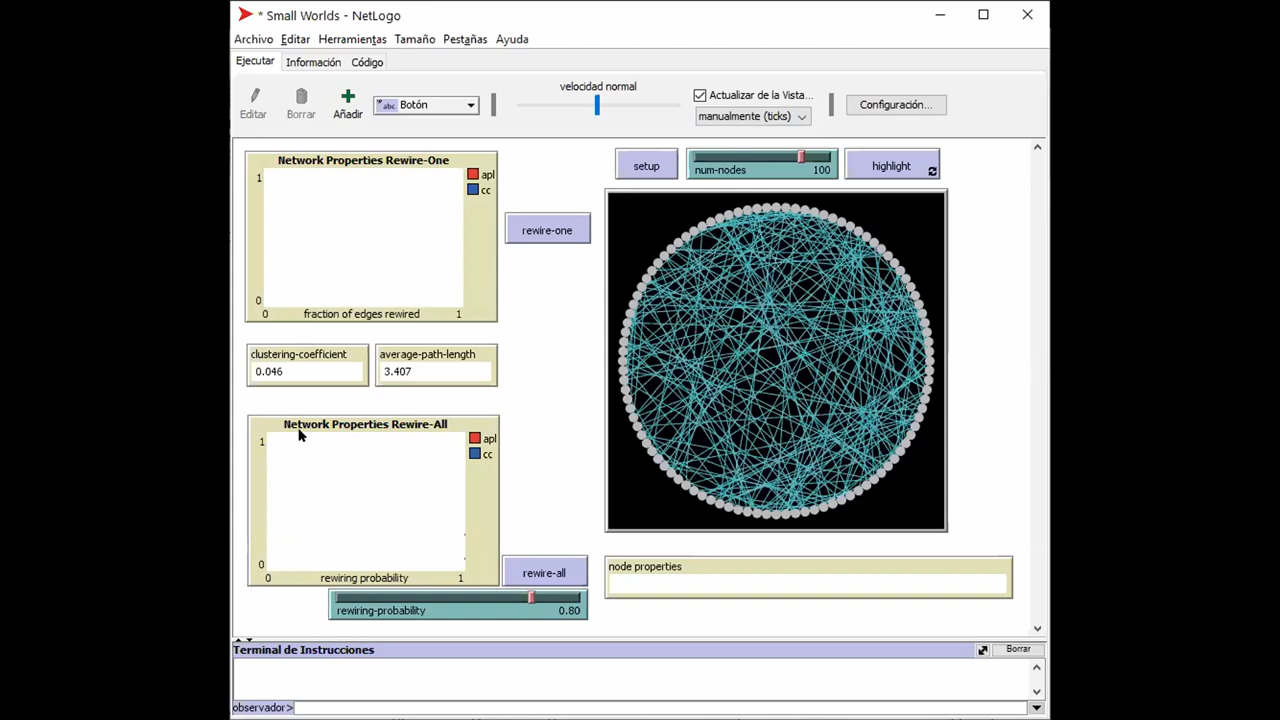 * Small Worlds - NetLogo
Archivo Editar Herramientas Tamaño Pestañas Ayuda
Ejecutar Información Código
Editar Borrar Añadir abc Botón
velocidad normal
Actualizar de la Vista...
manualmente (ticks)
Configuración...
Network Properties Rewire-One
1
0
0 fraction of edges rewired 1
apl
cc
rewire-one
setup
num-nodes 100
highlight
clustering-coefficient
0.046
average-path-length
3.407
Network Properties Rewire-All
1
0
0 rewiring probability 1
apl
cc
rewire-all
rewiring-probability 0.80
node properties
Terminal de Instrucciones
Borrar
observador>